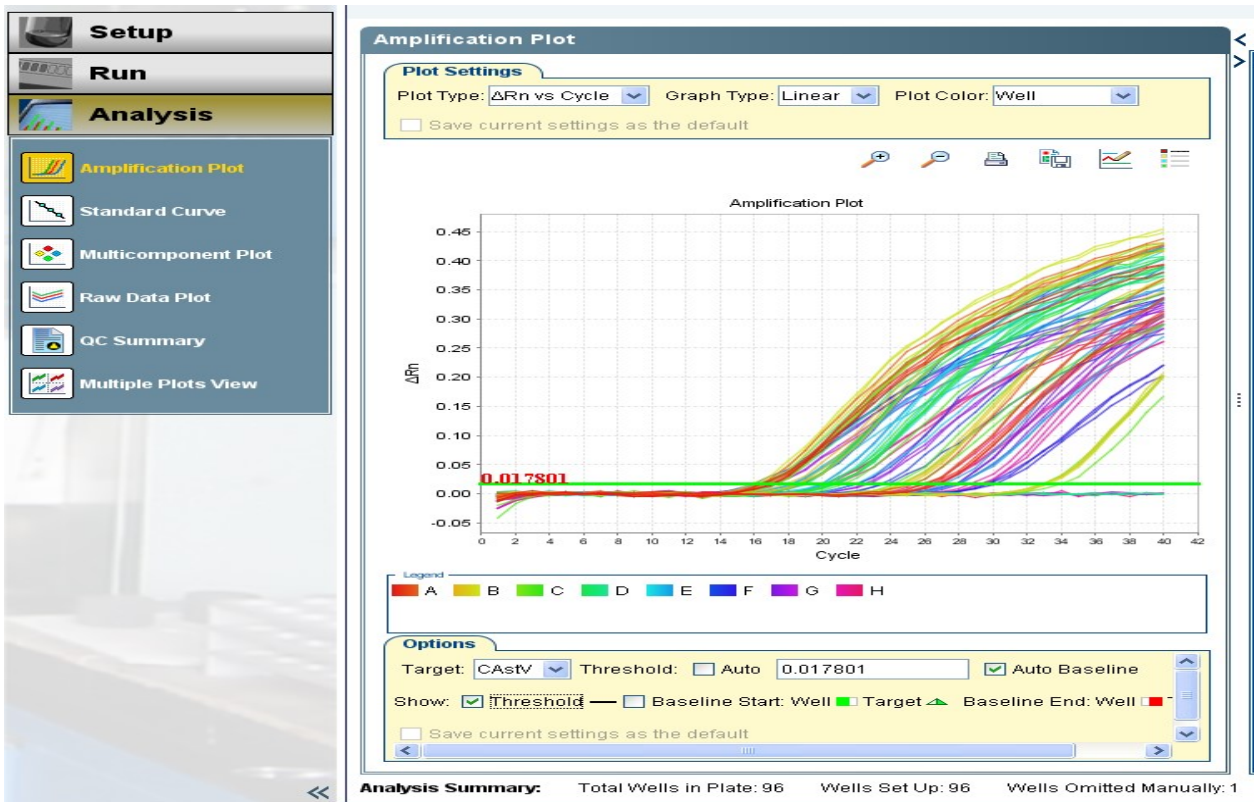 Setup
Run
Analysis
Amplification Plot
Standard Curve
Multicomponent Plot
Raw Data Plot
QC Summary
Multiple Plots View
<<
Amplification Plot
<
>
Plot Settings
Plot Type: ΔRn vs Cycle Graph Type: Linear Plot Color: Well
Save current settings as the default
Amplification Plot
0.45
0.40
0.35
0.30
0.25
0.20
0.15
0.10
0.05
0.00
-0.05
ΔRn
0.017801
0 2 4 6 8 10 12 14 16 18 20 22 24 26 28 30 32 34 36 38 40 42
Cycle
Legend
A B C D E F G H
Options
Target: CAstV Threshold: Auto 0.017801 Auto Baseline
Show: Threshold Baseline Start: Well Target Baseline End: Well
Save current settings as the default
Analysis Summary: Total Wells in Plate: 96 Wells Set Up: 96 Wells Omitted Manually: 1